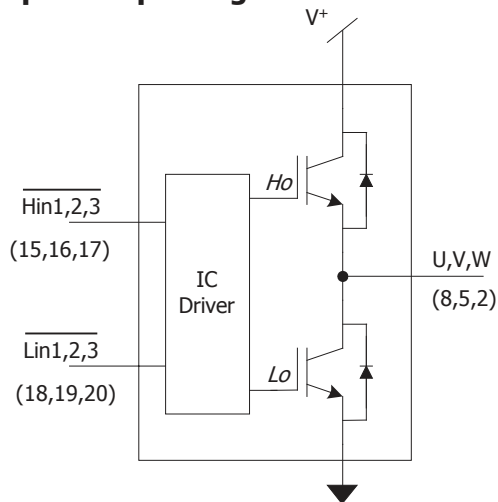 V+
Ho
Hin1,2,3
(15,16,17)
U,V,W
(8,5,2)
IC
Driver
Lin1,2,3
(18,19,20)
Lo